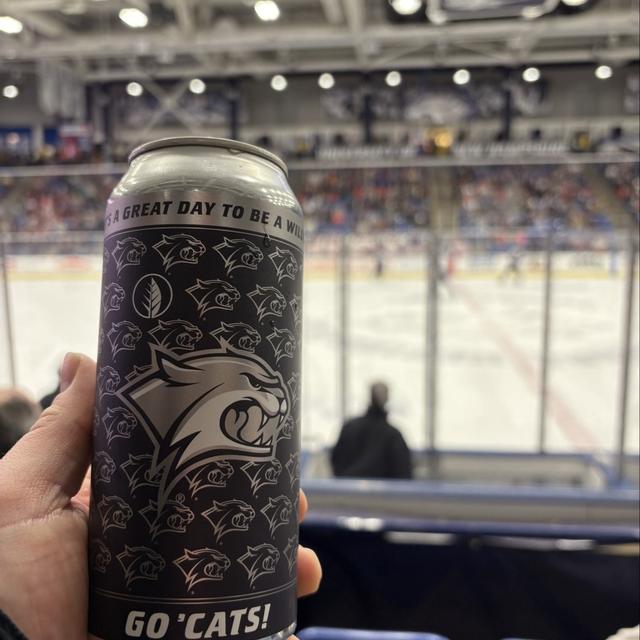 S A GREAT DAY TO BE A WIL
GO 'CATS!